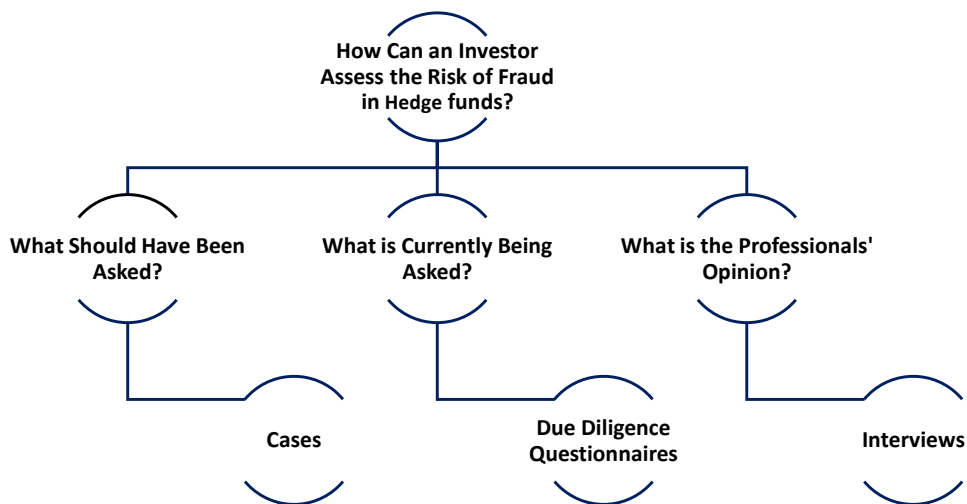 How Can an Investor
Assess the Risk of Fraud
in Hedge funds?
What Should Have Been
Asked?
What is Currently Being
Asked?
What is the Professionals'
Opinion?
Cases
Due Diligence
Questionnaires
Interviews